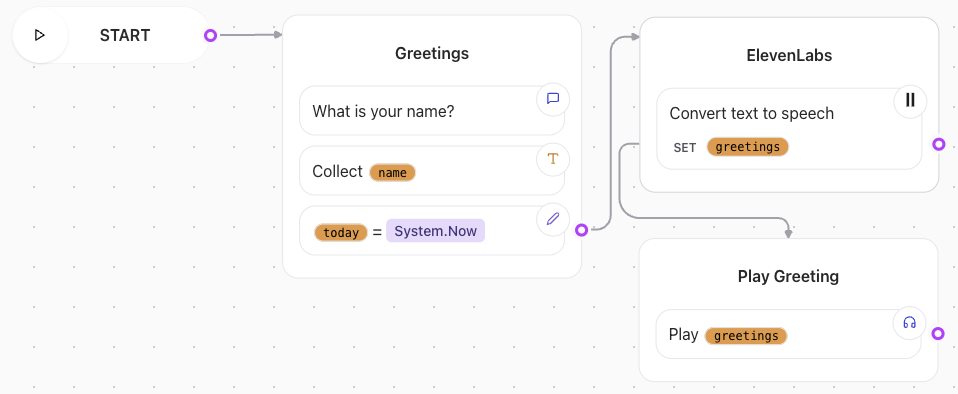 START
Greetings
What is your name?
Collect name
today = System.Now
ElevenLabs
Convert text to speech
SET greetings
Play Greeting
Play greetings